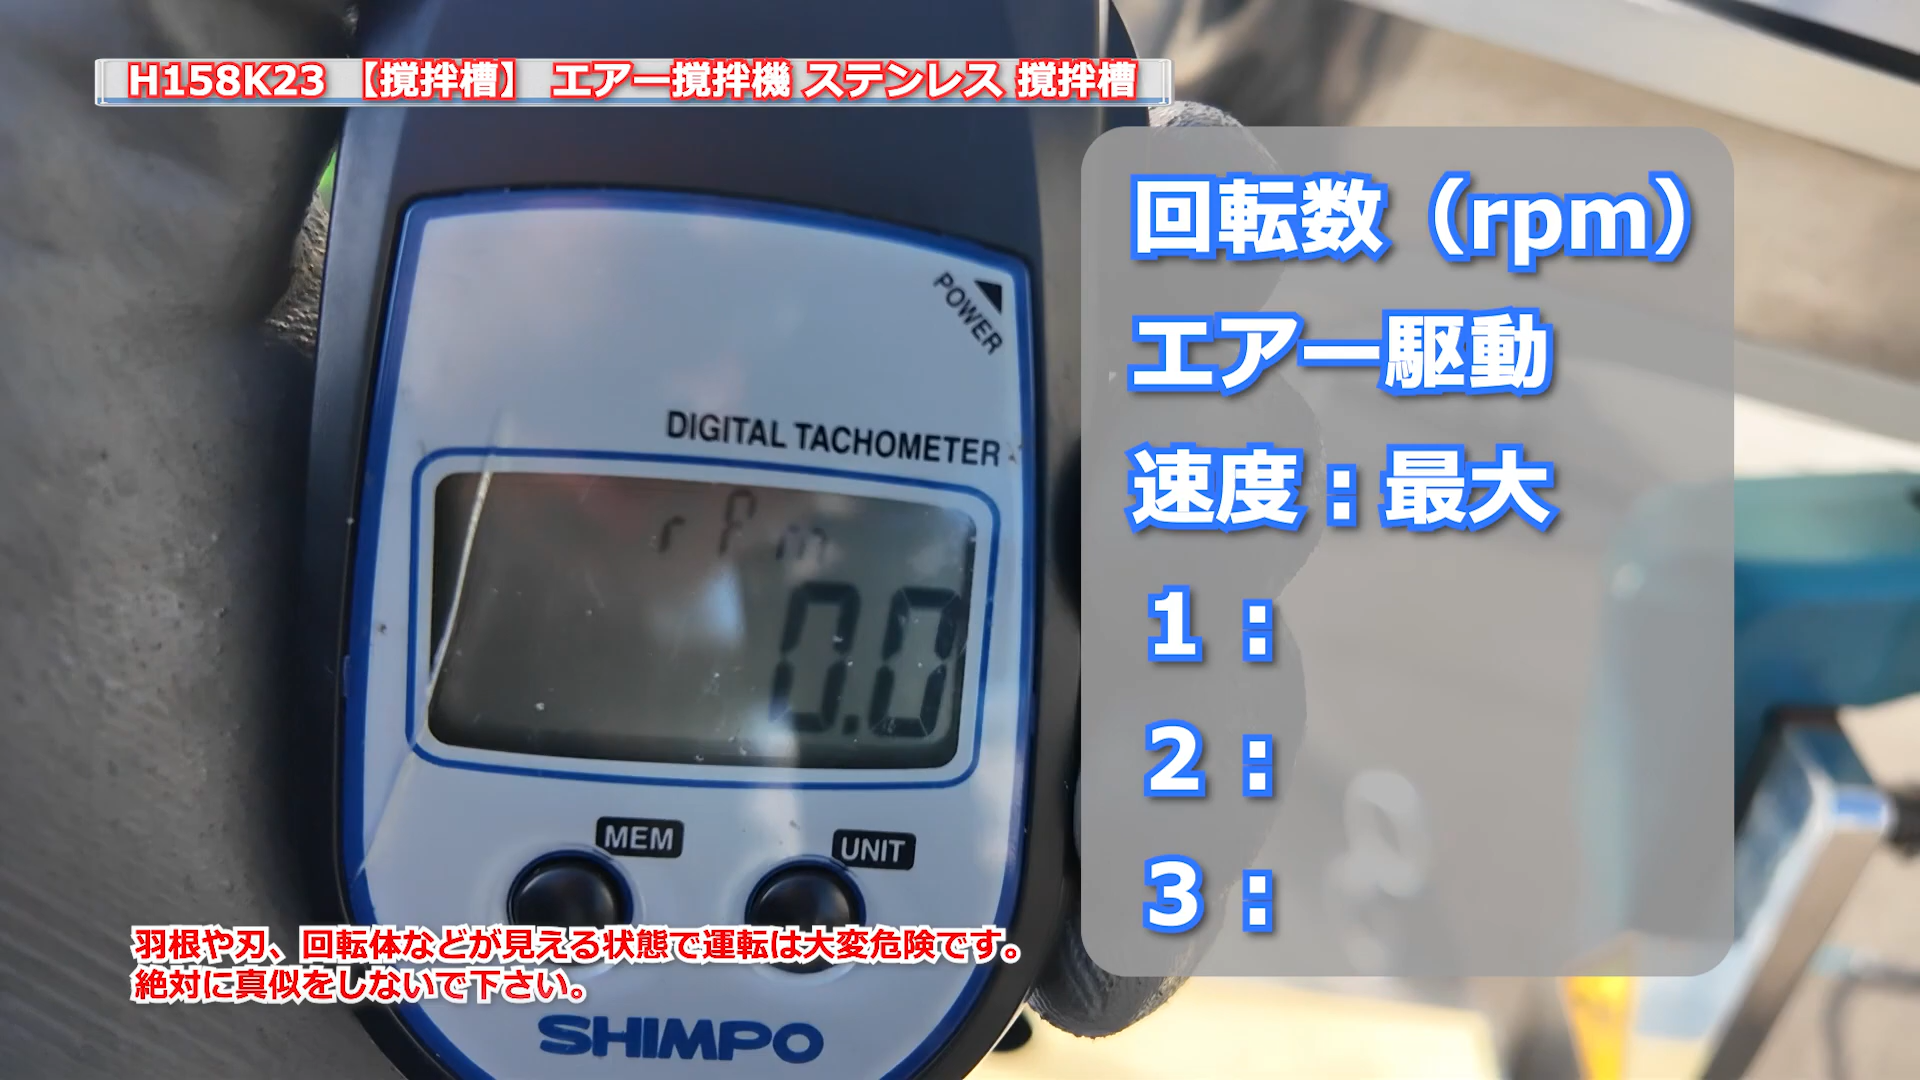 H158K23 【撹拌槽】 エアー撹拌機 ステンレス 撹拌槽
回転数（rpm）
エアー駆動
速度：最大
1：
2：
3：
POWER
DIGITAL TACHOMETER
rPm
0.0
MEM
UNIT
羽根や刃、回転体などが見える状態で運転は大変危険です。
絶対に真似をしないで下さい。
SHIMPO